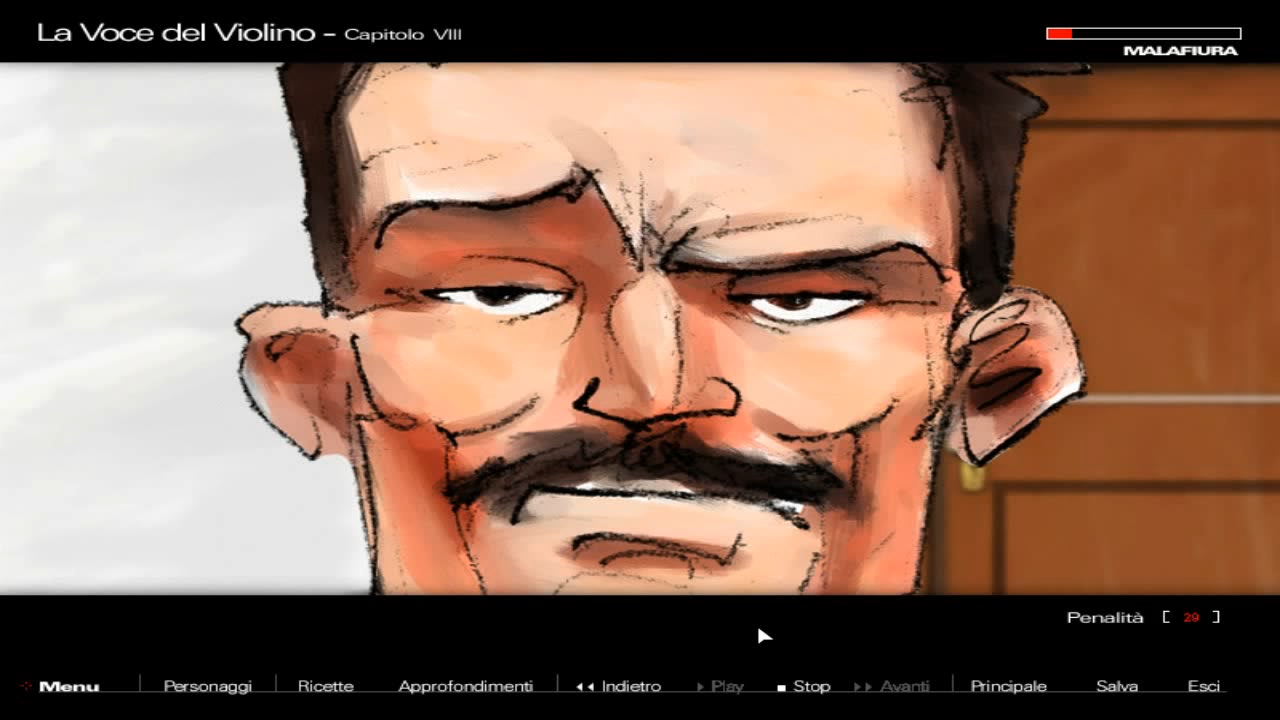 La Voce del Violino - Capitolo VIII
MALAFIURA
Penalità [ 29 ]
Menu Personaggi Ricette Approfondimenti Indietro Play Stop Avanti Principale Salva Esci